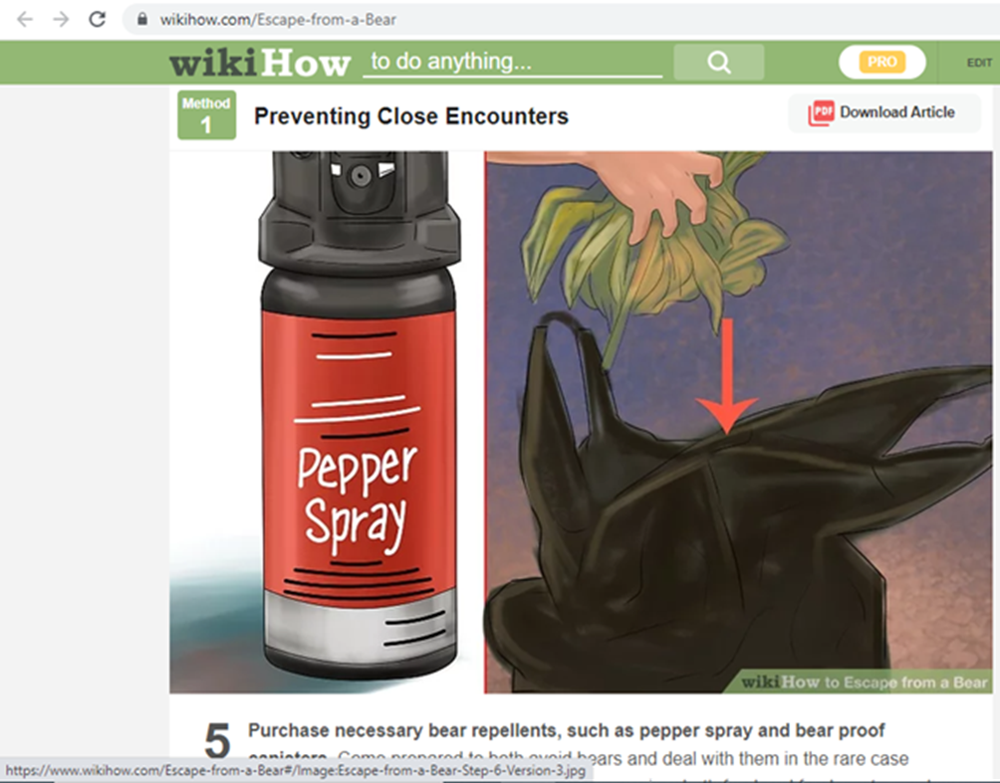 wikihow.com/Escape-from-a-Bear
wikiHow to do anything... PRO EDIT
Method
1
Preventing Close Encounters
PDF Download Article
Pepper
Spray
wikiHow to Escape from a Bear
5 Purchase necessary bear repellents, such as pepper spray and bear proof
canisters. Come prepared to both avoid bears and deal with them in the rare case
https://www.wikihow.com/Escape-from-a-Bear#/Image:Escape-from-a-Bear-Step-6-Version-3.jpg